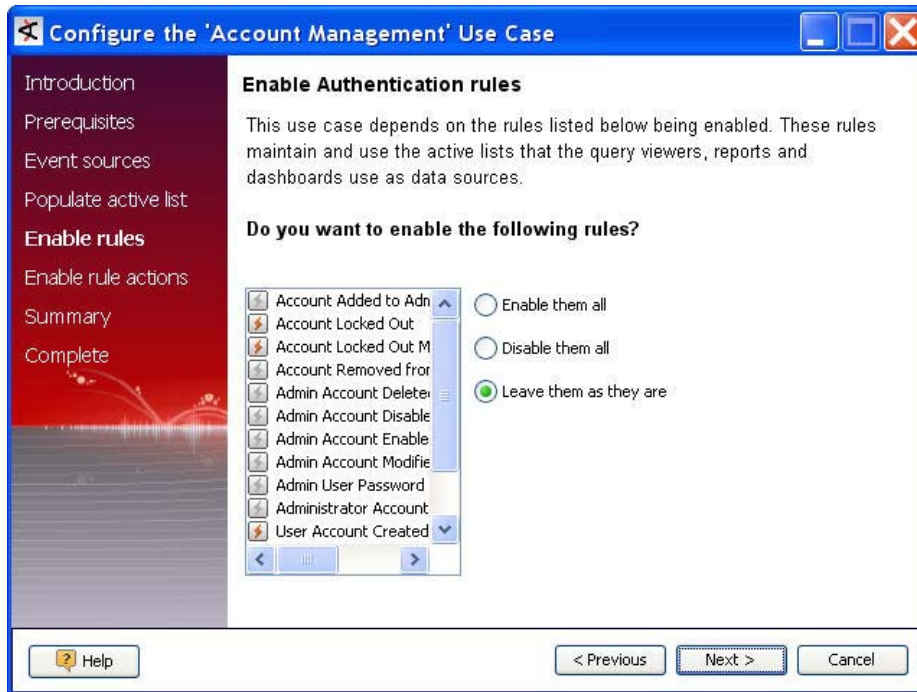 Configure the 'Account Management' Use Case
Introduction
Prerequisites
Event sources
Populate active list
Enable rules
Enable rule actions
Summary
Complete
Enable Authentication rules
This use case depends on the rules listed below being enabled. These rules
maintain and use the active lists that the query viewers, reports and
dashboards use as data sources.
Do you want to enable the following rules?
Account Added to Adn
Account Locked Out
Account Locked Out M
Account Removed fror
Admin Account Delete
Admin Account Disable
Admin Account Enable
Admin Account Modifie
Admin User Password
Administrator Account
User Account Created
Enable them all
Disable them all
Leave them as they are
Help
< Previous
Next >
Cancel